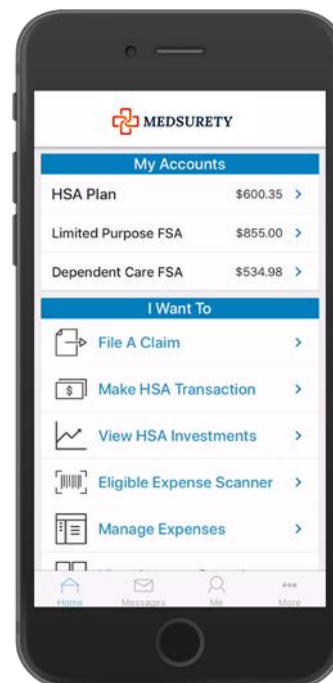 MEDSURETY
My Accounts
HSA Plan $600.35
Limited Purpose FSA $855.00
Dependent Care FSA $534.98
I Want To
$
File A Claim
Make HSA Transaction
View HSA Investments
Eligible Expense Scanner
Manage Expenses
Home Messages Me More